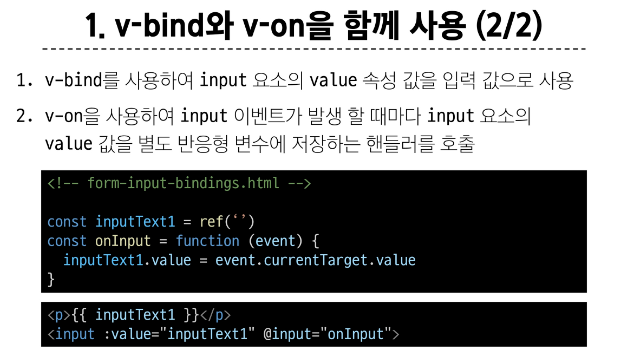 1. v-bind와 v-on을 함께 사용 (2/2)
1. v-bind를 사용하여 input 요소의 value 속성 값을 입력 값으로 사용
2. v-on을 사용하여 input 이벤트가 발생 할 때마다 input 요소의
value 값을 별도 반응형 변수에 저장하는 핸들러를 호출
<!-- form-input-bindings.html -->
const inputText1 = ref(‘’)
const onInput = function (event) {
  inputText1.value = event.currentTarget.value
}
<p>{{ inputText1 }}</p>
<input :value="inputText1" @input="onInput">